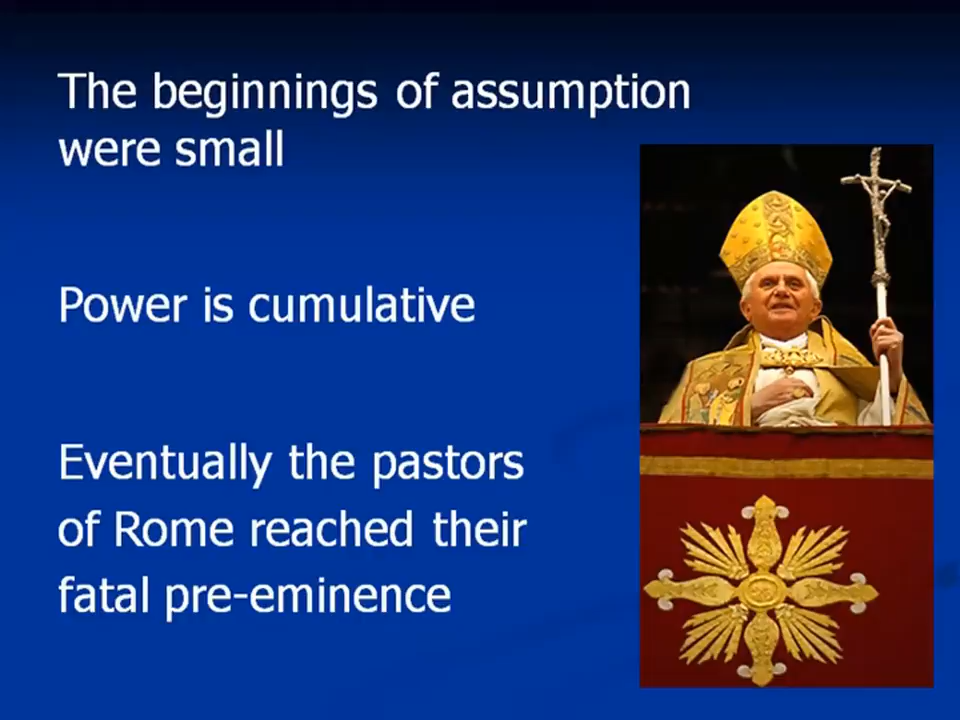 The beginnings of assumption
were small
Power is cumulative
Eventually the pastors
of Rome reached their
fatal pre-eminence